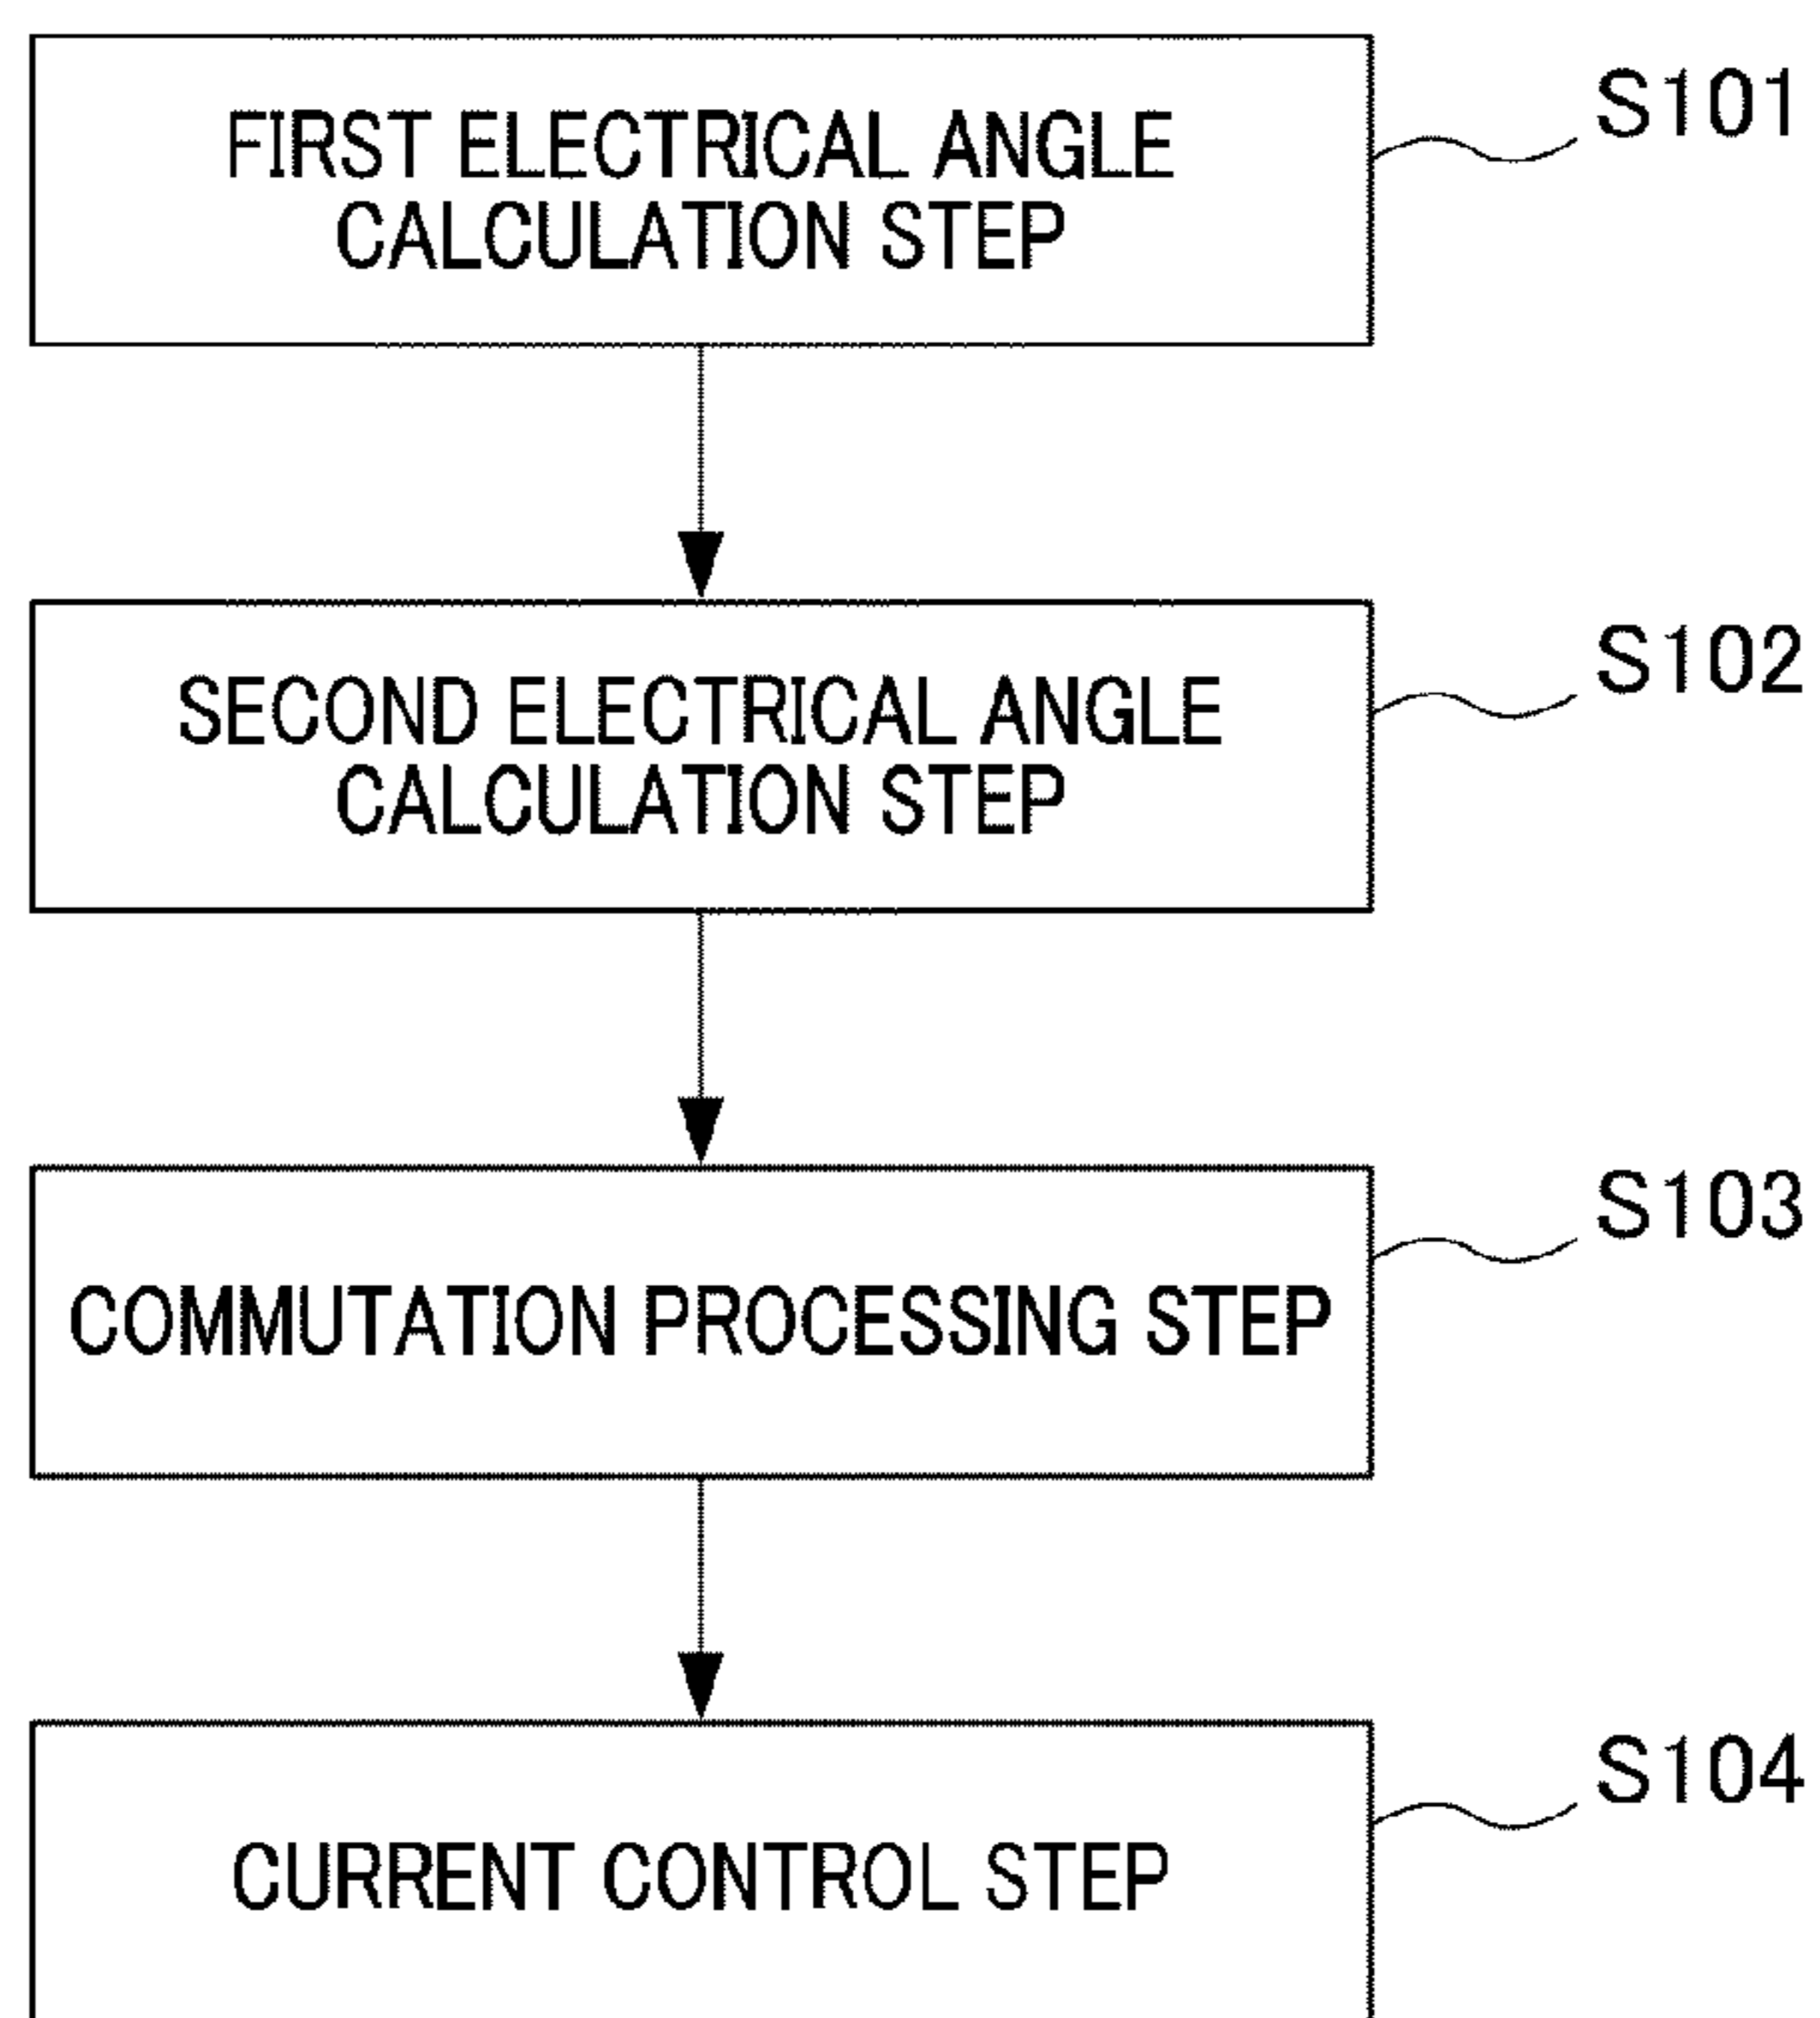 FIRST ELECTRICAL ANGLE
CALCULATION STEP
S101
SECOND ELECTRICAL ANGLE
CALCULATION STEP
S102
COMMUTATION PROCESSING STEP
S103
CURRENT CONTROL STEP
S104